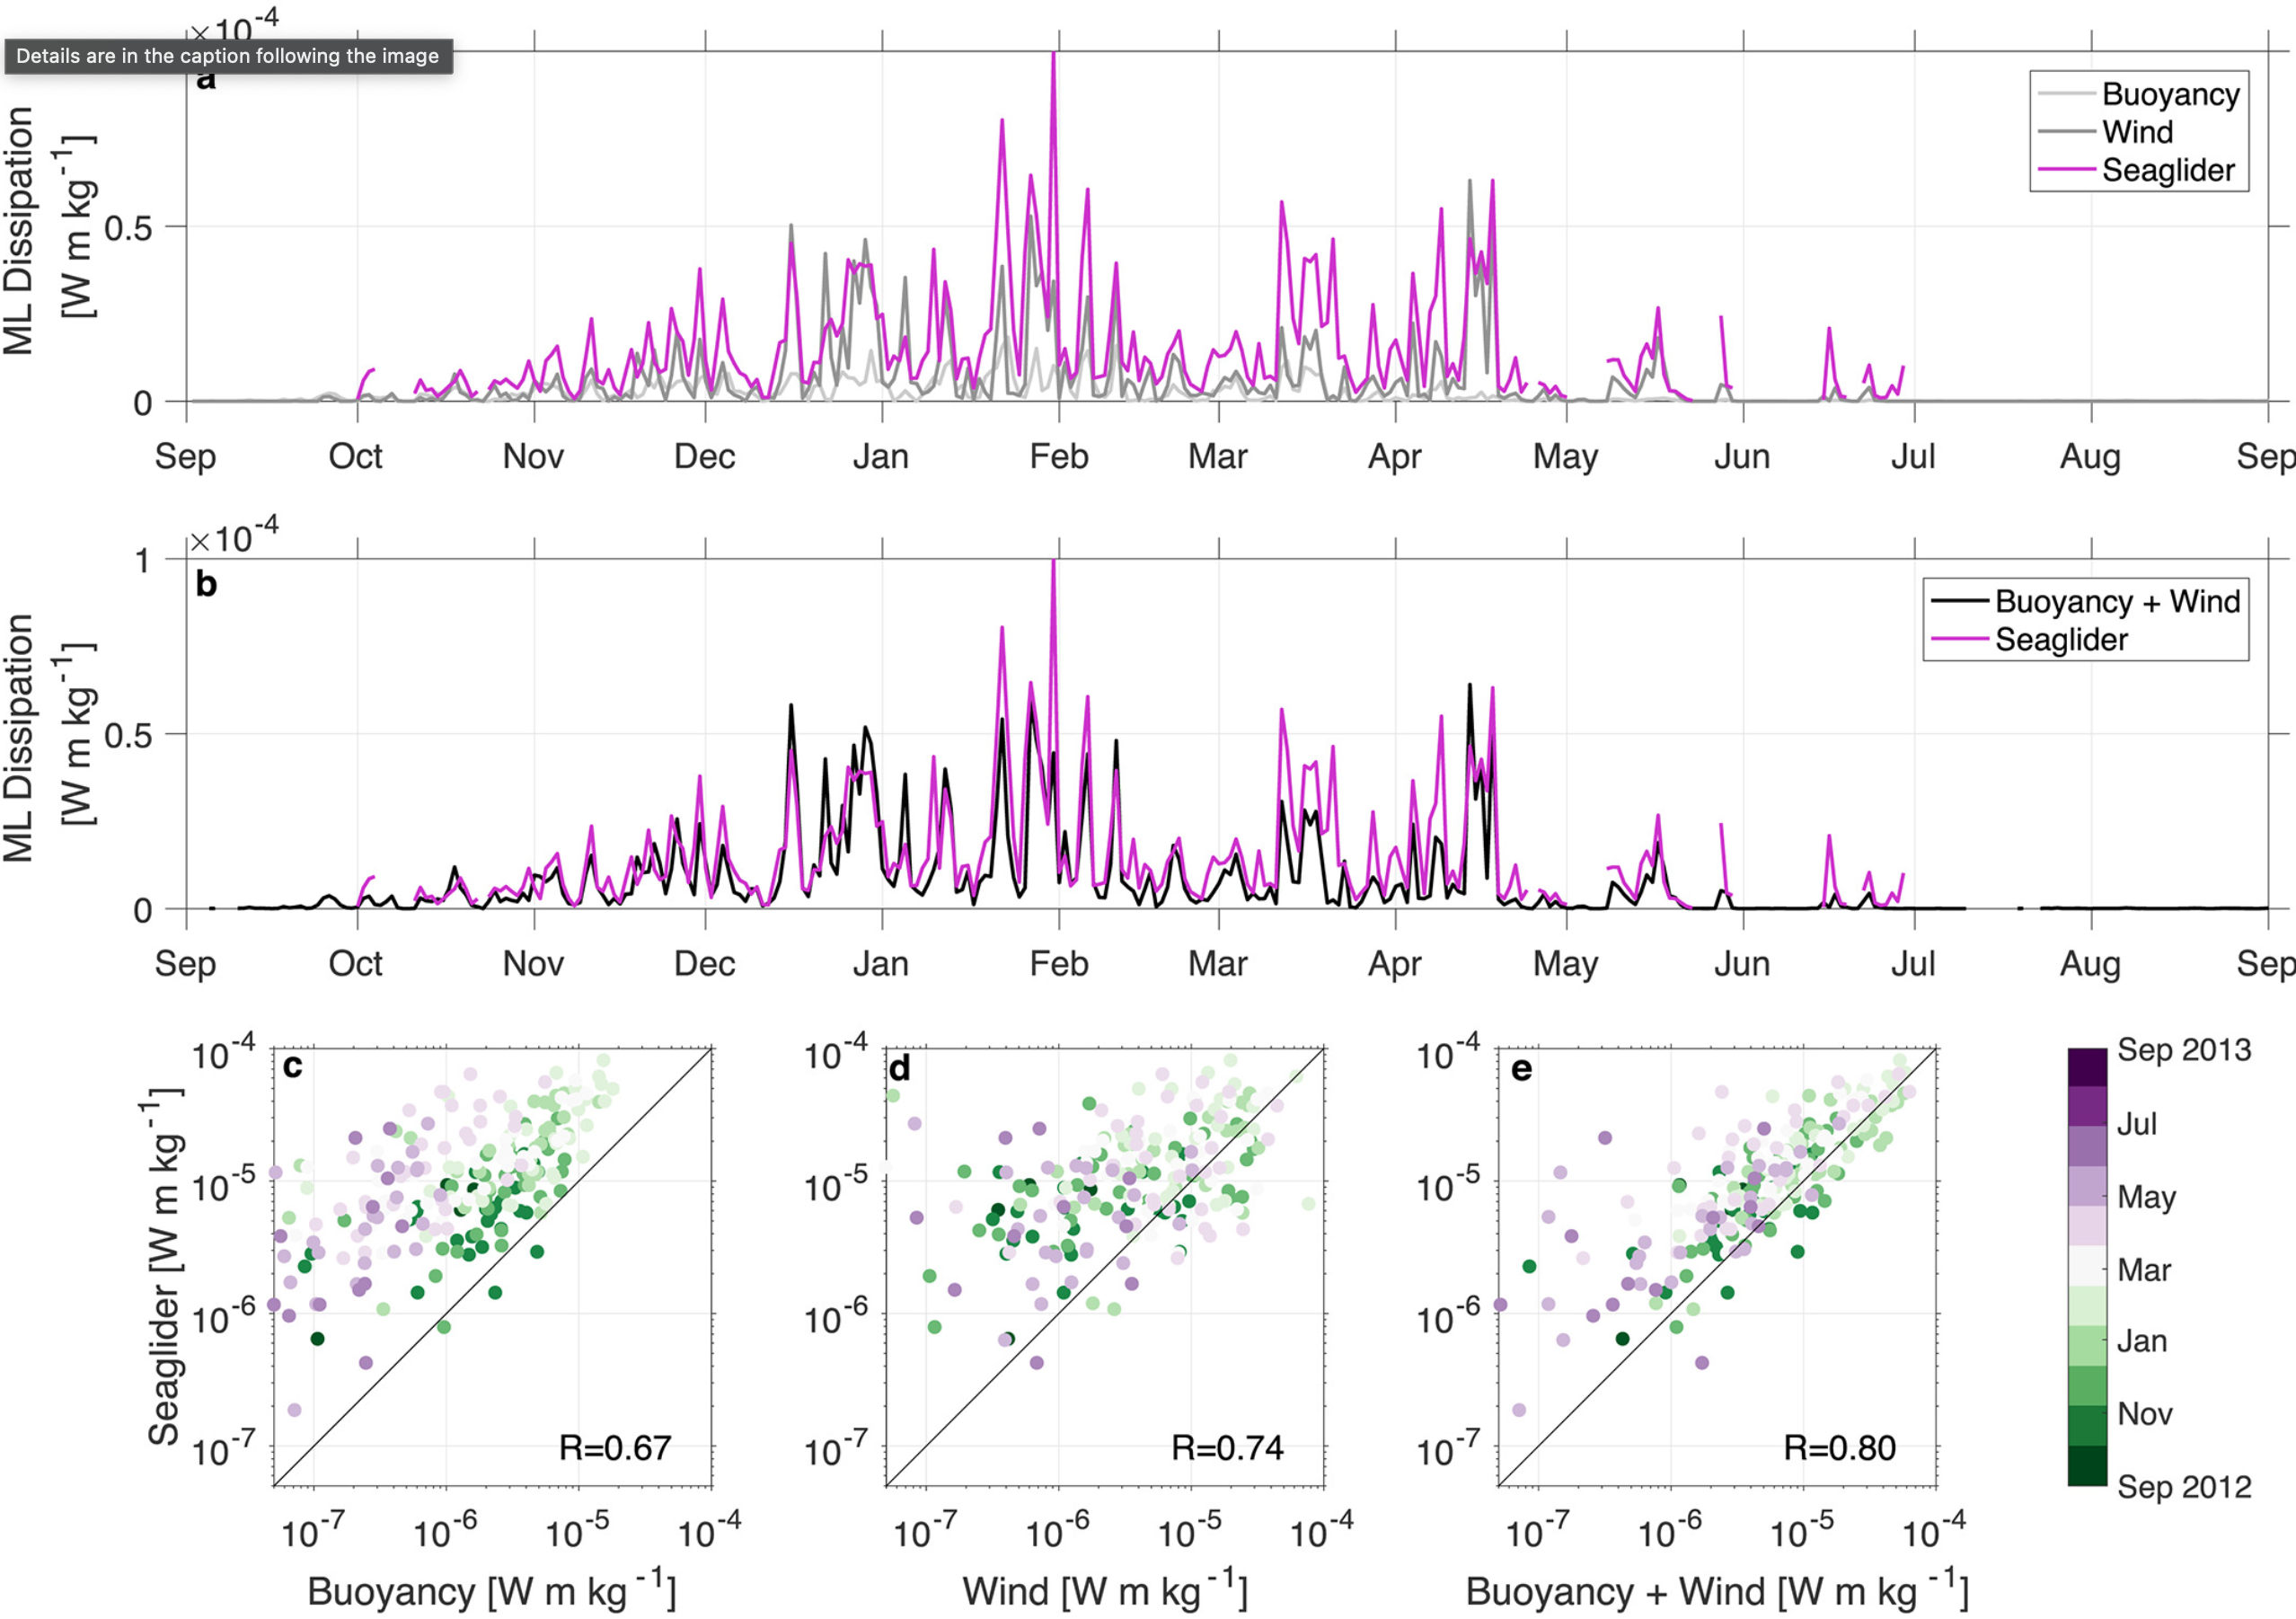 ×10-4
Details are in the caption following the image
a
ML Dissipation
[W m kg-1]
0.5
0
Buoyancy
Wind
Seaglider
Sep Oct Nov Dec Jan Feb Mar Apr May Jun Jul Aug Sep
×10-4
b
ML Dissipation
[W m kg-1]
1
0.5
0
Buoyancy + Wind
Seaglider
Sep Oct Nov Dec Jan Feb Mar Apr May Jun Jul Aug Sep
c
Seaglider [W m kg-1]
10-4
10-5
10-6
10-7
R=0.67
10-7 10-6 10-5 10-4
Buoyancy [W m kg-1]
d
10-4
10-5
10-6
10-7
R=0.74
10-7 10-6 10-5 10-4
Wind [W m kg-1]
e
10-4
10-5
10-6
10-7
R=0.80
10-7 10-6 10-5 10-4
Buoyancy + Wind [W m kg-1]
Sep 2013
Jul
May
Mar
Jan
Nov
Sep 2012